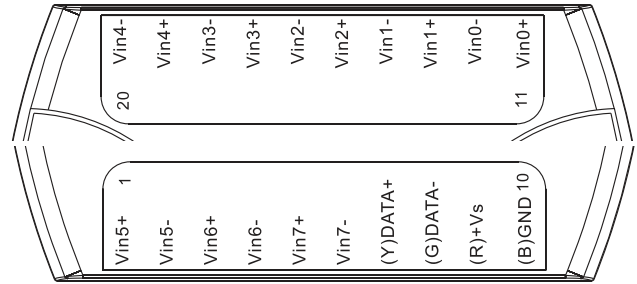 Vin4-
Vin4+
Vin3-
Vin3+
Vin2-
Vin2+
Vin1-
Vin1+
Vin0-
Vin0+
20
11
1
10
Vin5+
Vin5-
Vin6+
Vin6-
Vin7+
Vin7-
(Y)DATA+
(G)DATA-
(R)+Vs
(B)GND